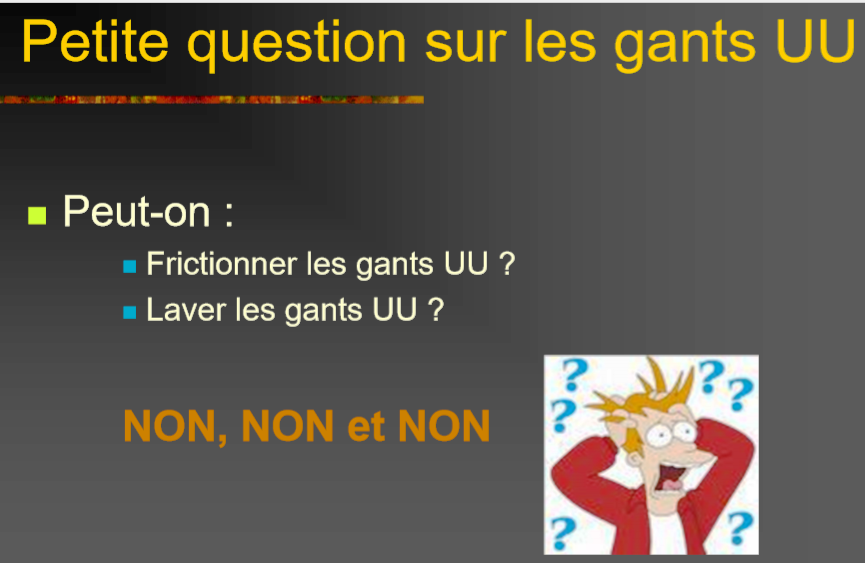 Petite question sur les gants UU
Peut-on :
Frictionner les gants UU ?
Laver les gants UU ?
NON, NON et NON
? ? ?
?
? ?